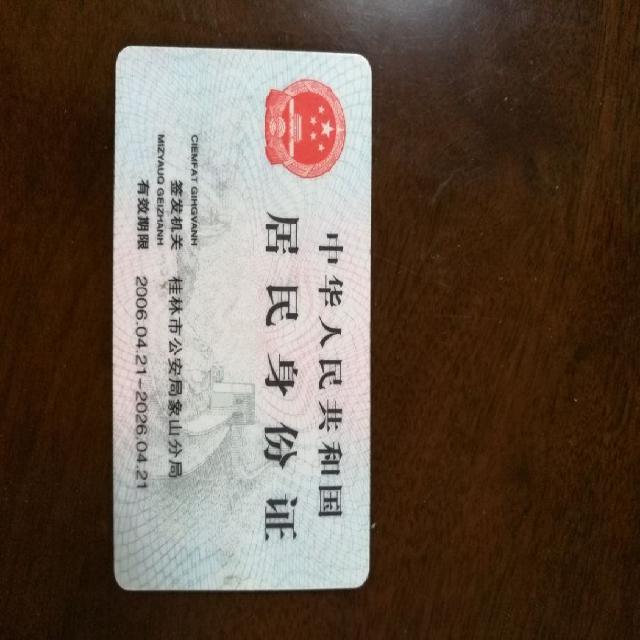 中华人民共和国
居民身份证
CIEMFAT GIHGVANH
签发机关 桂林市公安局象山分局
MIZYAUQ GEIZHANH
有效期限 2006.04.21-2026.04.21